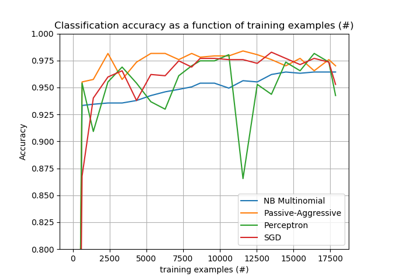 Classification accuracy as a function of training examples (#)
1.000
0.975
0.950
0.925
0.900
0.875
0.850
0.825
0.800
Accuracy
NB Multinomial
Passive-Aggressive
Perceptron
SGD
0 2500 5000 7500 10000 12500 15000 17500
training examples (#)